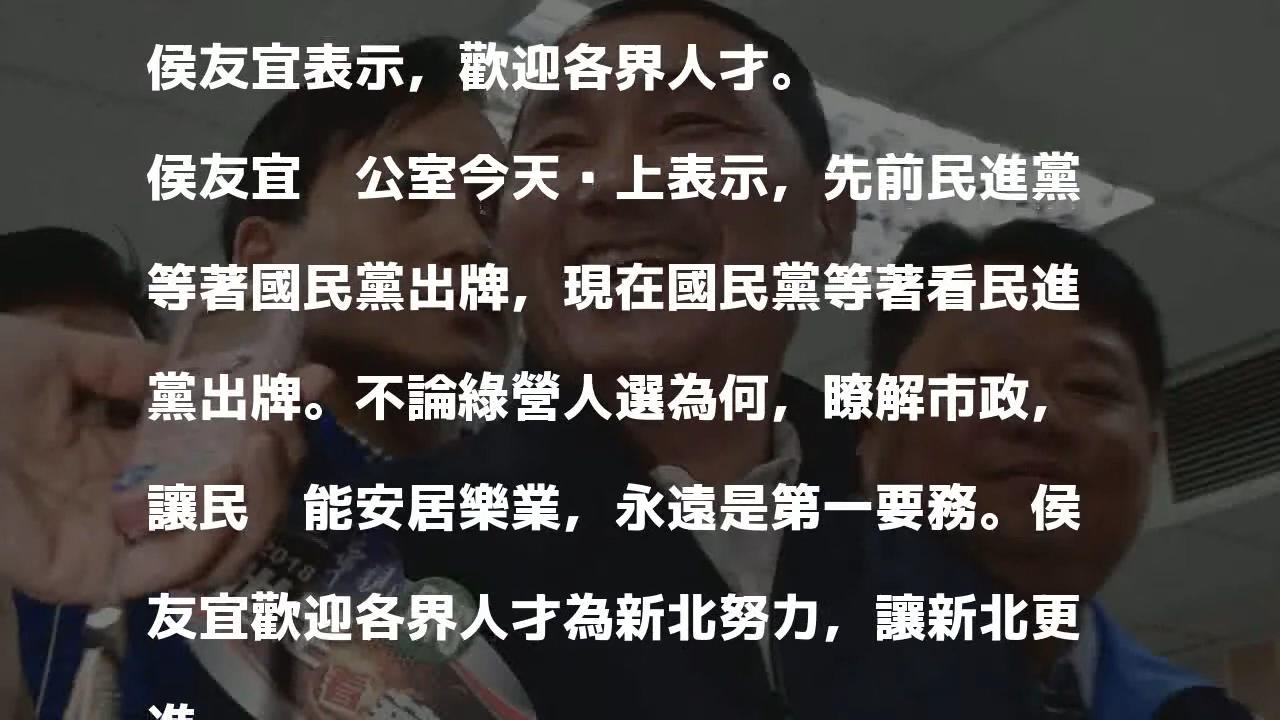 侯友宜表示，歡迎各界人才。
侯友宜　公室今天·上表示，先前民進黨
等著國民黨出牌，現在國民黨等著看民進
黨出牌。不論綠營人選為何，瞭解市政，
讓民　能安居樂業，永遠是第一要務。侯
友宜歡迎各界人才為新北努力，讓新北更
2018